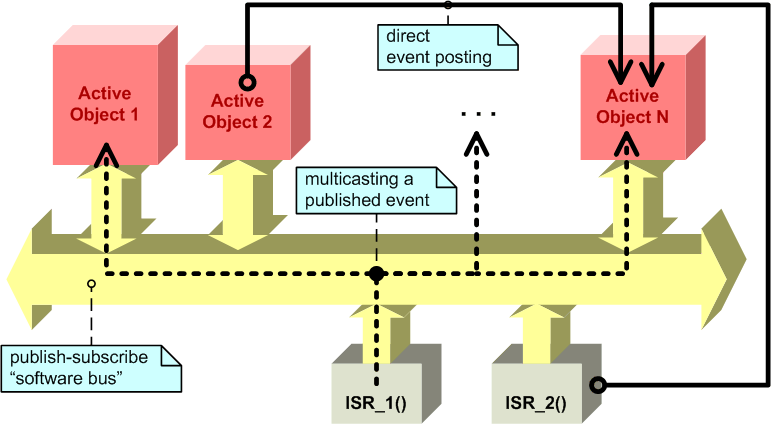 direct
event posting
Active
Object 1
Active
Object 2
. . .
Active
Object N
multicasting a
published event
publish-subscribe
“software bus”
ISR_1()
ISR_2()